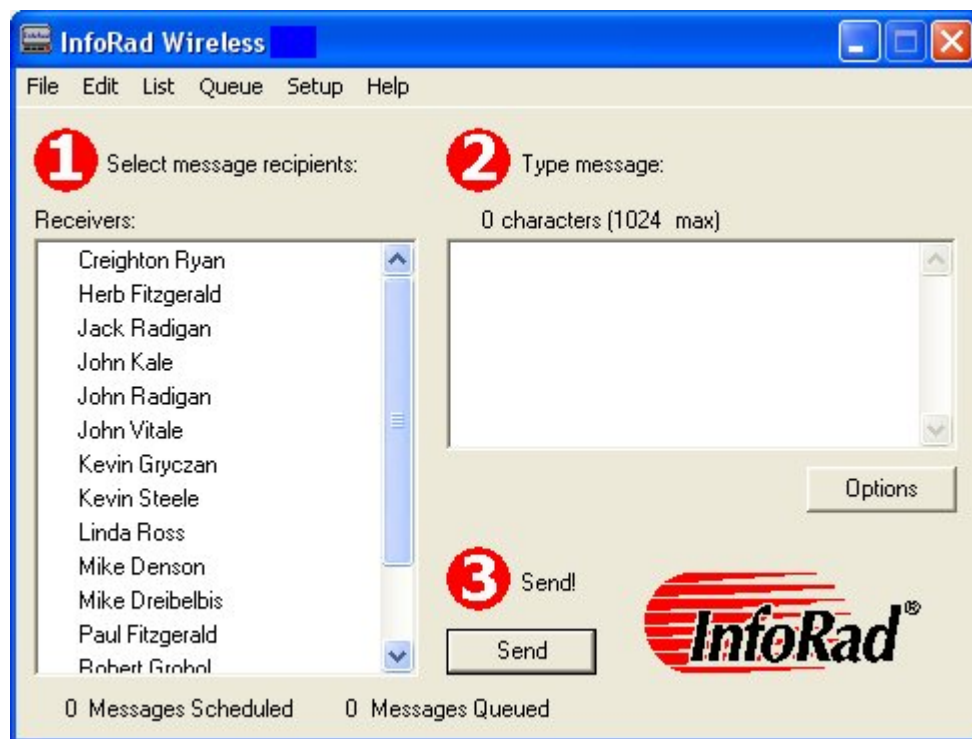 InfoRad Wireless
File Edit List Queue Setup Help
1 Select message recipients:
2 Type message:
Receivers:
0 characters (1024 max)
Creighton Ryan
Herb Fitzgerald
Jack Radigan
John Kale
John Radigan
John Vitale
Kevin Gryczan
Kevin Steele
Linda Ross
Mike Denson
Mike Dreibelbis
Paul Fitzgerald
Robert Grohol
Options
3 Send!
Send
InfoRad®
0 Messages Scheduled 0 Messages Queued